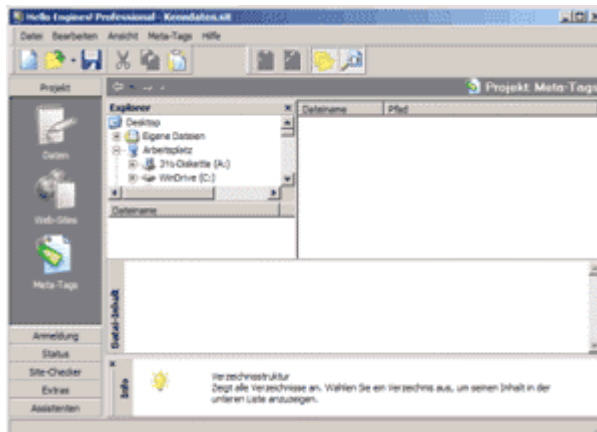 Hello Engines! Professional - Kenndaten.sit
Datei Bearbeiten Ansicht Meta-Tags Hilfe
Projekt
Projekt: Meta-Tags
Daten
Web-Sites
Meta-Tags
Anmeldung
Status
Site-Checker
Extras
Assistenten
Explorer
Desktop
Eigene Dateien
Arbeitsplatz
3½-Diskette (A:)
WinDrive (C:)
Dateiname
Dateiname Pfad
Datei-Inhalt
Info
Verzeichnisstruktur
Zeigt alle Verzeichnisse an. Wählen Sie ein Verzeichnis aus, um seinen Inhalt in der
unteren Liste anzuzeigen.